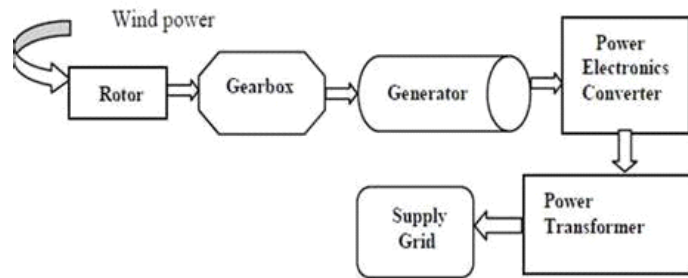 Wind power
Rotor
Gearbox
Generator
Power
Electronics
Converter
Power
Transformer
Supply
Grid